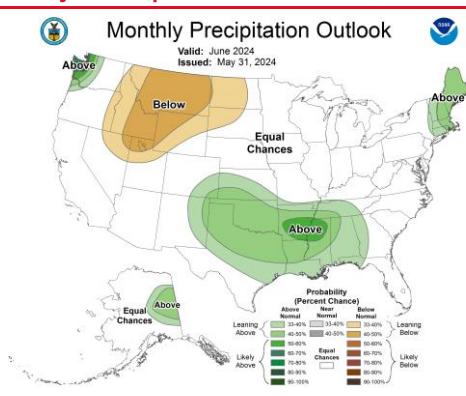 Monthly Precipitation Outlook
Valid: June 2024
Issued: May 31, 2024
Above
Below
Above
Equal
Chances
Above
Above
Equal
Chances
Probability
(Percent Chance)
Above
Normal
Near
Normal
Below
Normal
Leaning
Above
33-40%
33-40%
33-40%
Leaning
Below
40-50%
40-50%
40-50%
50-60%
50-60%
Likely
Above
60-70%
Equal
Chances
60-70%
Likely
Below
70-80%
70-80%
80-90%
80-90%
90-100%
90-100%